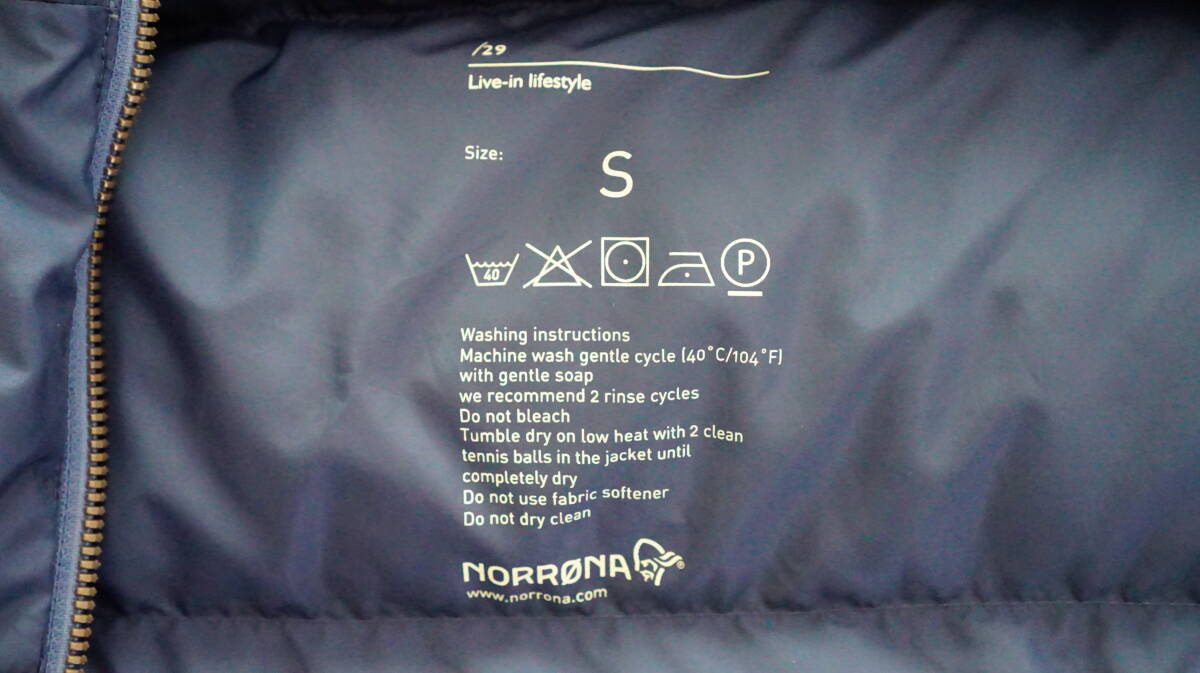 /29
Live-in lifestyle
Size:
S
40
P
Washing instructions
Machine wash gentle cycle (40°C/104°F)
with gentle soap
we recommend 2 rinse cycles
Do not bleach
Tumble dry on low heat with 2 clean
tennis balls in the jacket until
completely dry
Do not use fabric softener
Do not dry clean
NORRØNA®
www.norrona.com